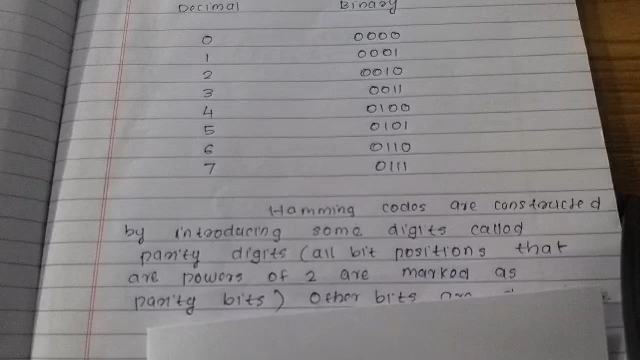 Decimal Binary
0 0000
1 0001
2 0010
3 0011
4 0100
5 0101
6 0110
7 0111
Hamming codes are constructed
by introducing some digits called
parity digits (all bit positions that
are powers of 2 are marked as
parity bits) Other bits